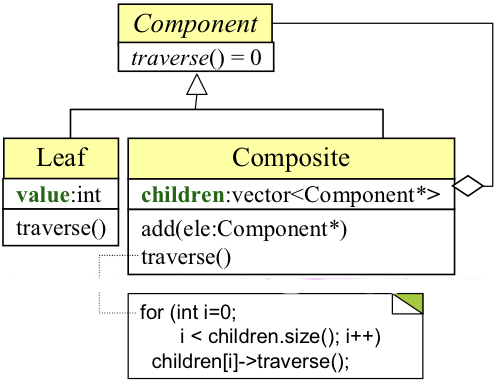 Component
traverse() = 0
Leaf
value:int
traverse()
Composite
children:vector<Component*>
add(ele:Component*)
traverse()
for (int i=0;
i < children.size(); i++)
children[i]->traverse();